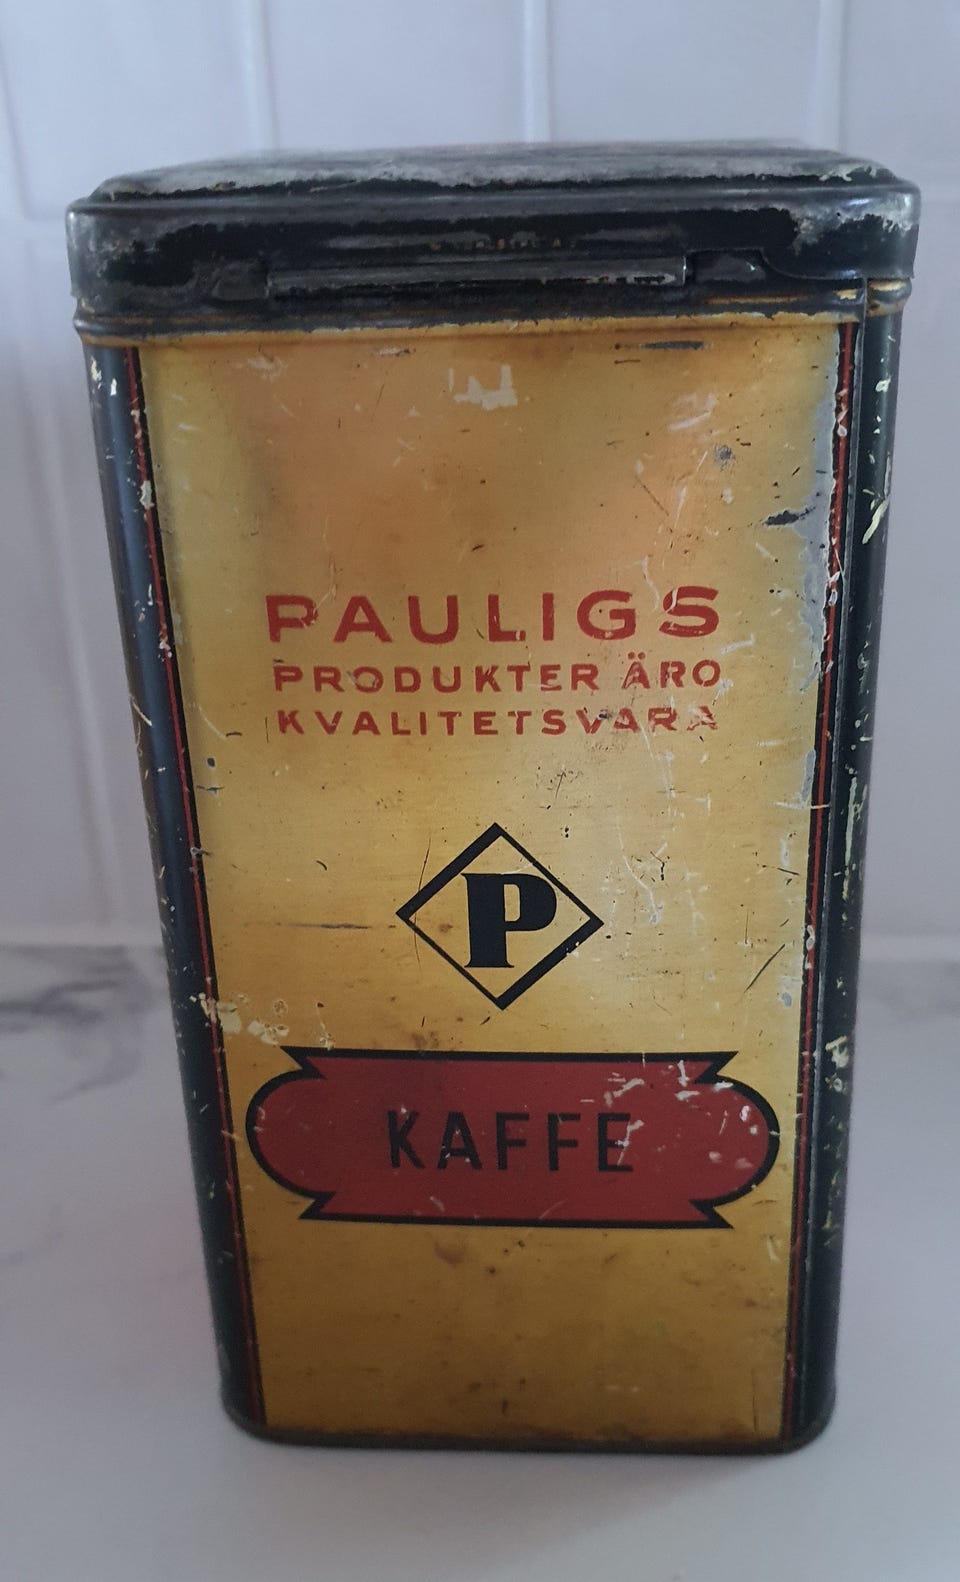 PAULIGS
PRODUKTER ÄRO
KVALITETSVARA
P
KAFFE